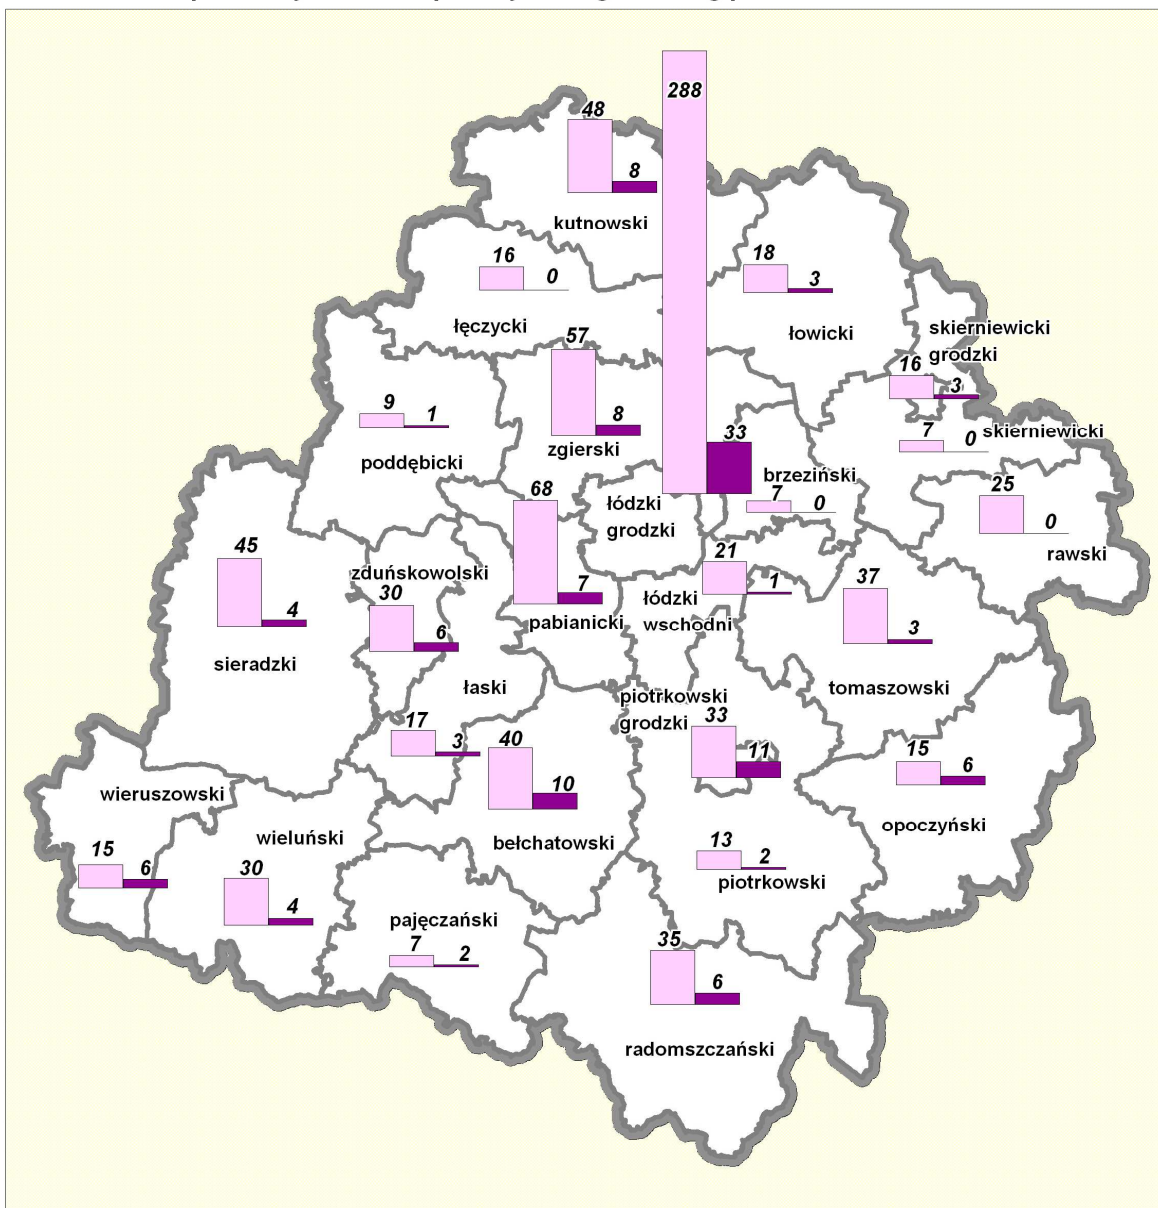 288
48
8
kutnowski
16
0
łęczycki
18
3
łowicki
skierniewicki
grodzki
16
3
57
8
zgierski
9
1
poddębicki
33
brzeziński
7
0
7
0
skierniewicki
25
0
rawski
68
7
pabianicki
łódzki
grodzki
45
4
sieradzki
zduńskowolski
30
6
21
1
łódzki
wschodni
37
3
tomaszowski
łaski
17
3
piotrkowski
grodzki
33
11
40
10
bełchatowski
15
6
opoczyński
wieruszowski
15
6
wieluński
30
4
13
2
piotrkowski
pajęczański
7
2
35
6
radomszczański